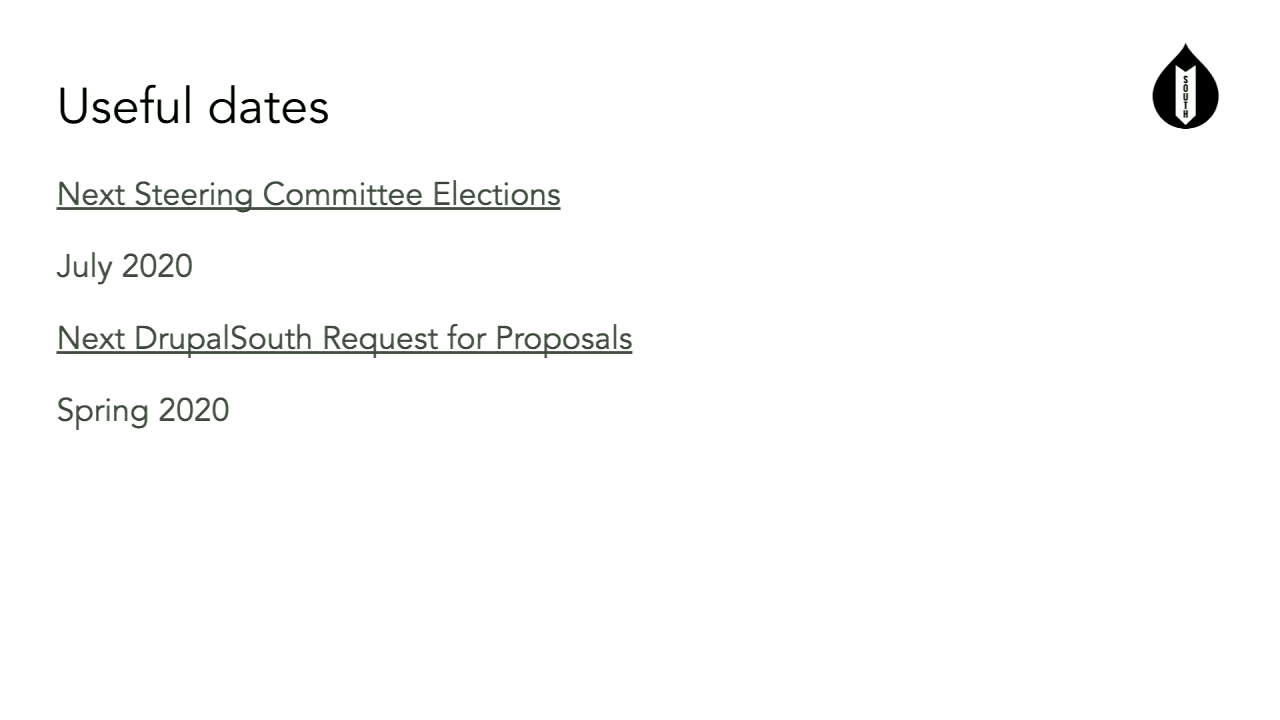 Useful dates
SOUTH
Next Steering Committee Elections
July 2020
Next DrupalSouth Request for Proposals
Spring 2020